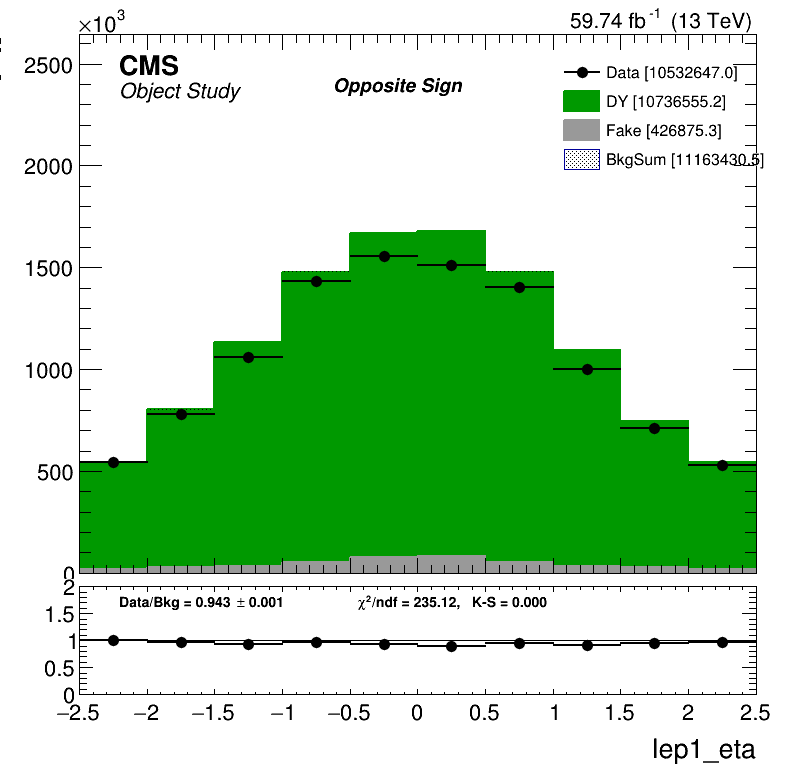 ×10³ 59.74 fb⁻¹ (13 TeV)
CMS
Object Study
Opposite Sign
Data [10532647.0]
DY [10736555.2]
Fake [426875.3]
BkgSum [11163430.5]
2500
2000
1500
1000
500
0
Data/Bkg = 0.943 ± 0.001 χ²/ndf = 235.12, K-S = 0.000
2
1.5
1
0.5
0
−2.5 −2 −1.5 −1 −0.5 0 0.5 1 1.5 2 2.5
lep1_eta